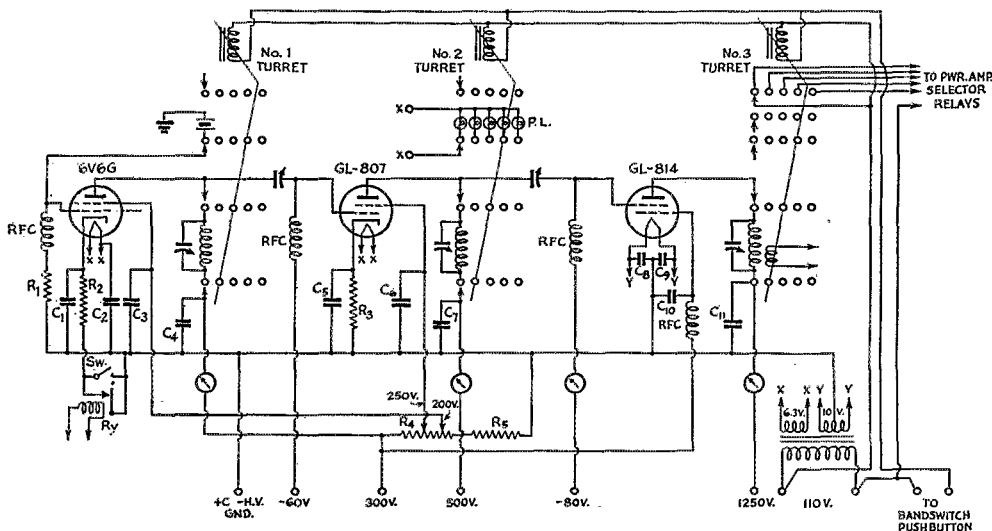 No. 1
TURRET
No. 2
TURRET
No. 3
TURRET
TO PWR. AMP.
SELECTOR
RELAYS
X
P.L.
X
6V6G
GL-807
GL-814
RFC
RFC
RFC
X X
X X
C8
C9
Y
Y
R1
C1
R2
C2
C3
C4
C5
R3
C6
C7
C10
RFC
C11
Sw.
Ry
250V.
200V.
R4
R5
X X Y Y
6.3V.
10 V.
+C -H.V.
GND.
-60V
300V.
500V.
-80V.
1250V.
110V.
TO
BANDSWITCH
PUSHBUTTON